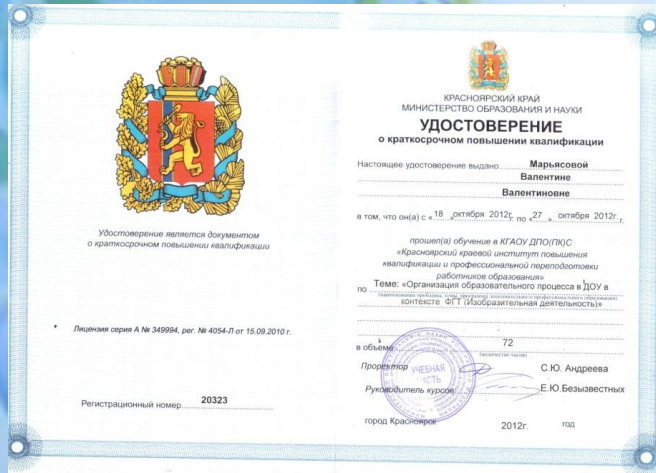 Удостоверение является документом
о краткосрочном повышении квалификации
Лицензия серия А № 349994, рег. № 4054-Л от 15.09.2010 г.
Регистрационный номер 20323
КРАСНОЯРСКИЙ КРАЙ
МИНИСТЕРСТВО ОБРАЗОВАНИЯ И НАУКИ
УДОСТОВЕРЕНИЕ
о краткосрочном повышении квалификации
Настоящее удостоверение выдано Марьясовой
Валентине
Валентиновне
в том, что он(а) с «18» октября 2012г. по «27» октября 2012г.г.
прошел(а) обучение в КГАОУ ДПО(ПК)С
«Красноярский краевой институт повышения
квалификации и профессиональной переподготовки
работников образования»
по Теме: «Организация образовательного процесса в ДОУ в
контексте ФГТ (Изобразительная деятельность)»
в объеме 72
(количество часов)
Проректор С.Ю. Андреева
УЧЕБНАЯ
ЧАСТЬ
Руководитель курсов Е.Ю.Безызвестных
город Красноярск 2012г. год